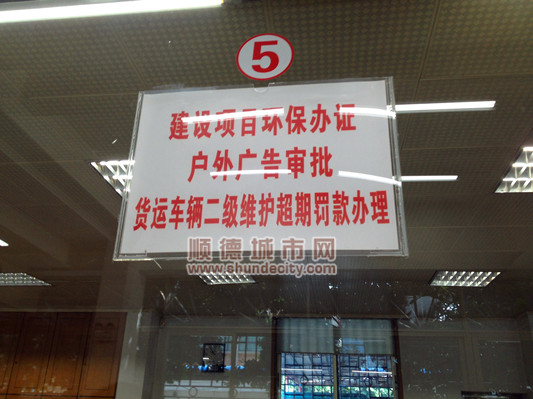 5
建设项目环保办证
户外广告审批
货运车辆二级维护超期罚款办理
顺德城市网
www.shundecity.com